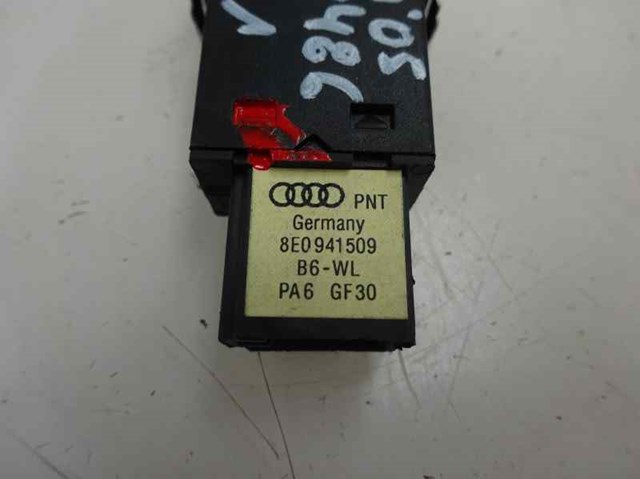 PNT
Germany
8E0941509
B6-WL
PA6 GF30